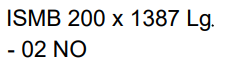 ISMB 200 x 1387 Lg.
- 02 NO